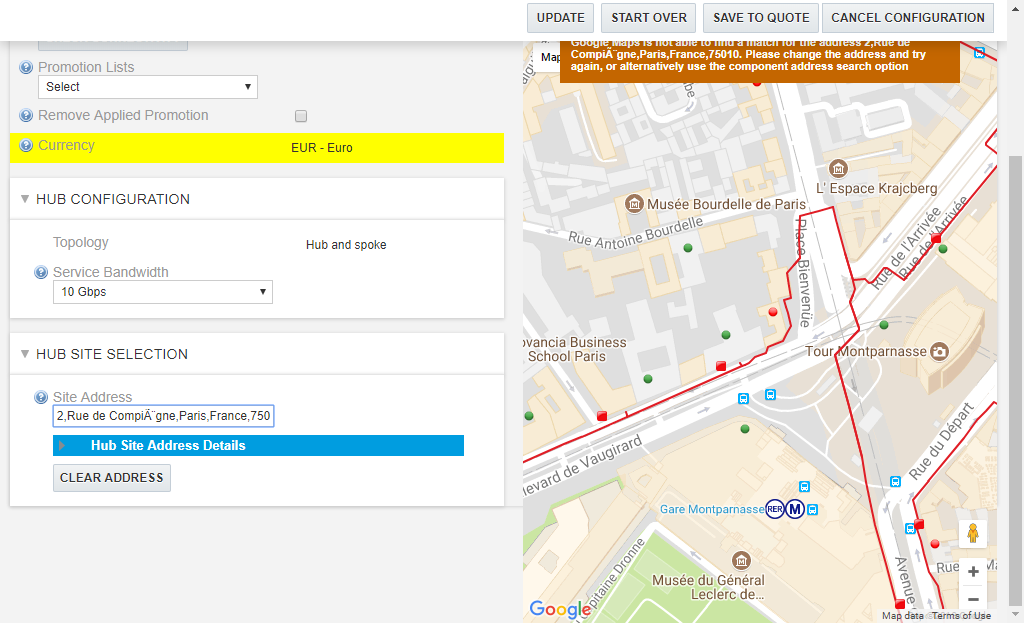 UPDATE
START OVER
SAVE TO QUOTE
CANCEL CONFIGURATION
Promotion Lists
Select
Remove Applied Promotion
Currency
EUR - Euro
HUB CONFIGURATION
Topology
Hub and spoke
Service Bandwidth
10 Gbps
HUB SITE SELECTION
Site Address
2,Rue de CompiÃ¨gne,Paris,France,750
Hub Site Address Details
CLEAR ADDRESS
Map
Google Maps is not able to find a match for the address 2,Rue de
CompiÃ¨gne,Paris,France,75010. Please change the address and try
again, or alternatively use the component address search option
L' Espace Krajcberg
Musée Bourdelle de Paris
Rue Antoine Bourdelle
Place Bienvenüe
Rue de l'Arrivée
Rue de l'Arrivée
ovancia Business
School Paris
Tour Montparnasse
Rue du Départ
levard de Vaugirard
Gare Montparnasse
RER
M
Musée du Général
Leclerc de...
apitaine Dronne
Avenue
Rue
Ma
Google
Map data
Terms of Use